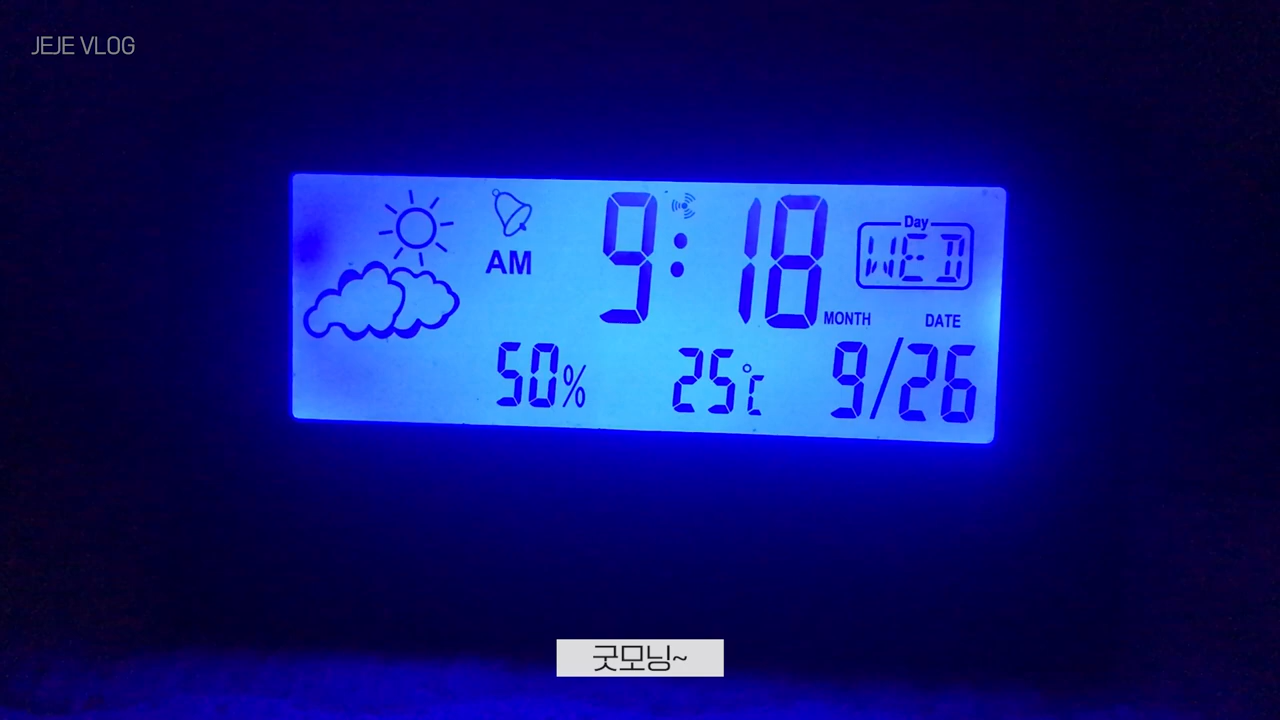 JEJE VLOG
AM 9:18
Day
WED
MONTH DATE
50% 25℃ 9/26
굿모닝~